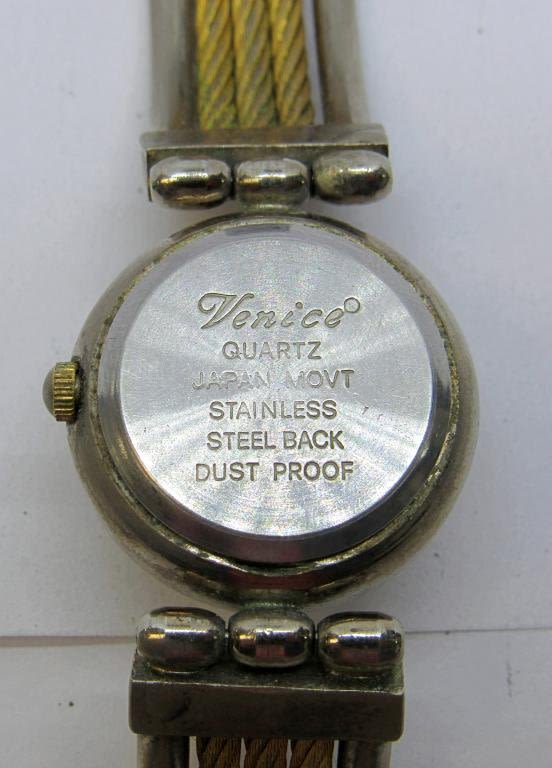 Venice
QUARTZ
JAPAN MOVT
STAINLESS
STEEL BACK
DUST PROOF